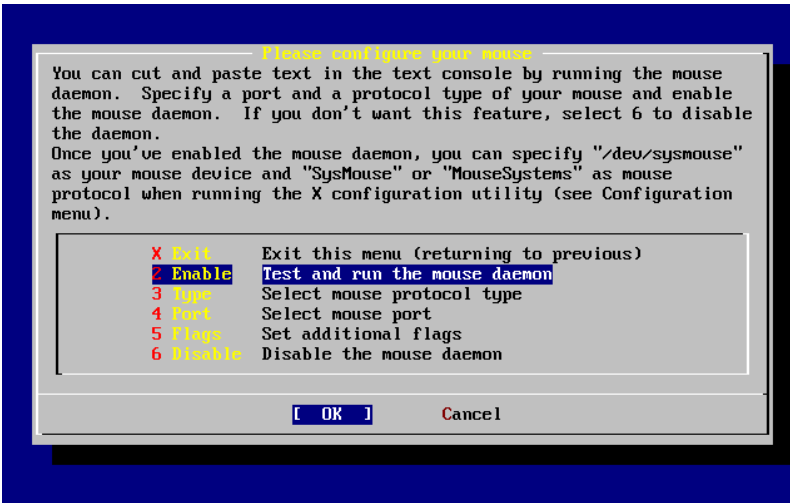 Please configure your mouse
You can cut and paste text in the text console by running the mouse
daemon.  Specify a port and a protocol type of your mouse and enable
the mouse daemon.  If you don't want this feature, select 6 to disable
the daemon.
Once you've enabled the mouse daemon, you can specify "/dev/sysmouse"
as your mouse device and "SysMouse" or "MouseSystems" as mouse
protocol when running the X configuration utility (see Configuration
menu).
X Exit Exit this menu (returning to previous)
2 Enable Test and run the mouse daemon
3 Type Select mouse protocol type
4 Port Select mouse port
5 Flags Set additional flags
6 Disable Disable the mouse daemon
[ OK ] Cancel